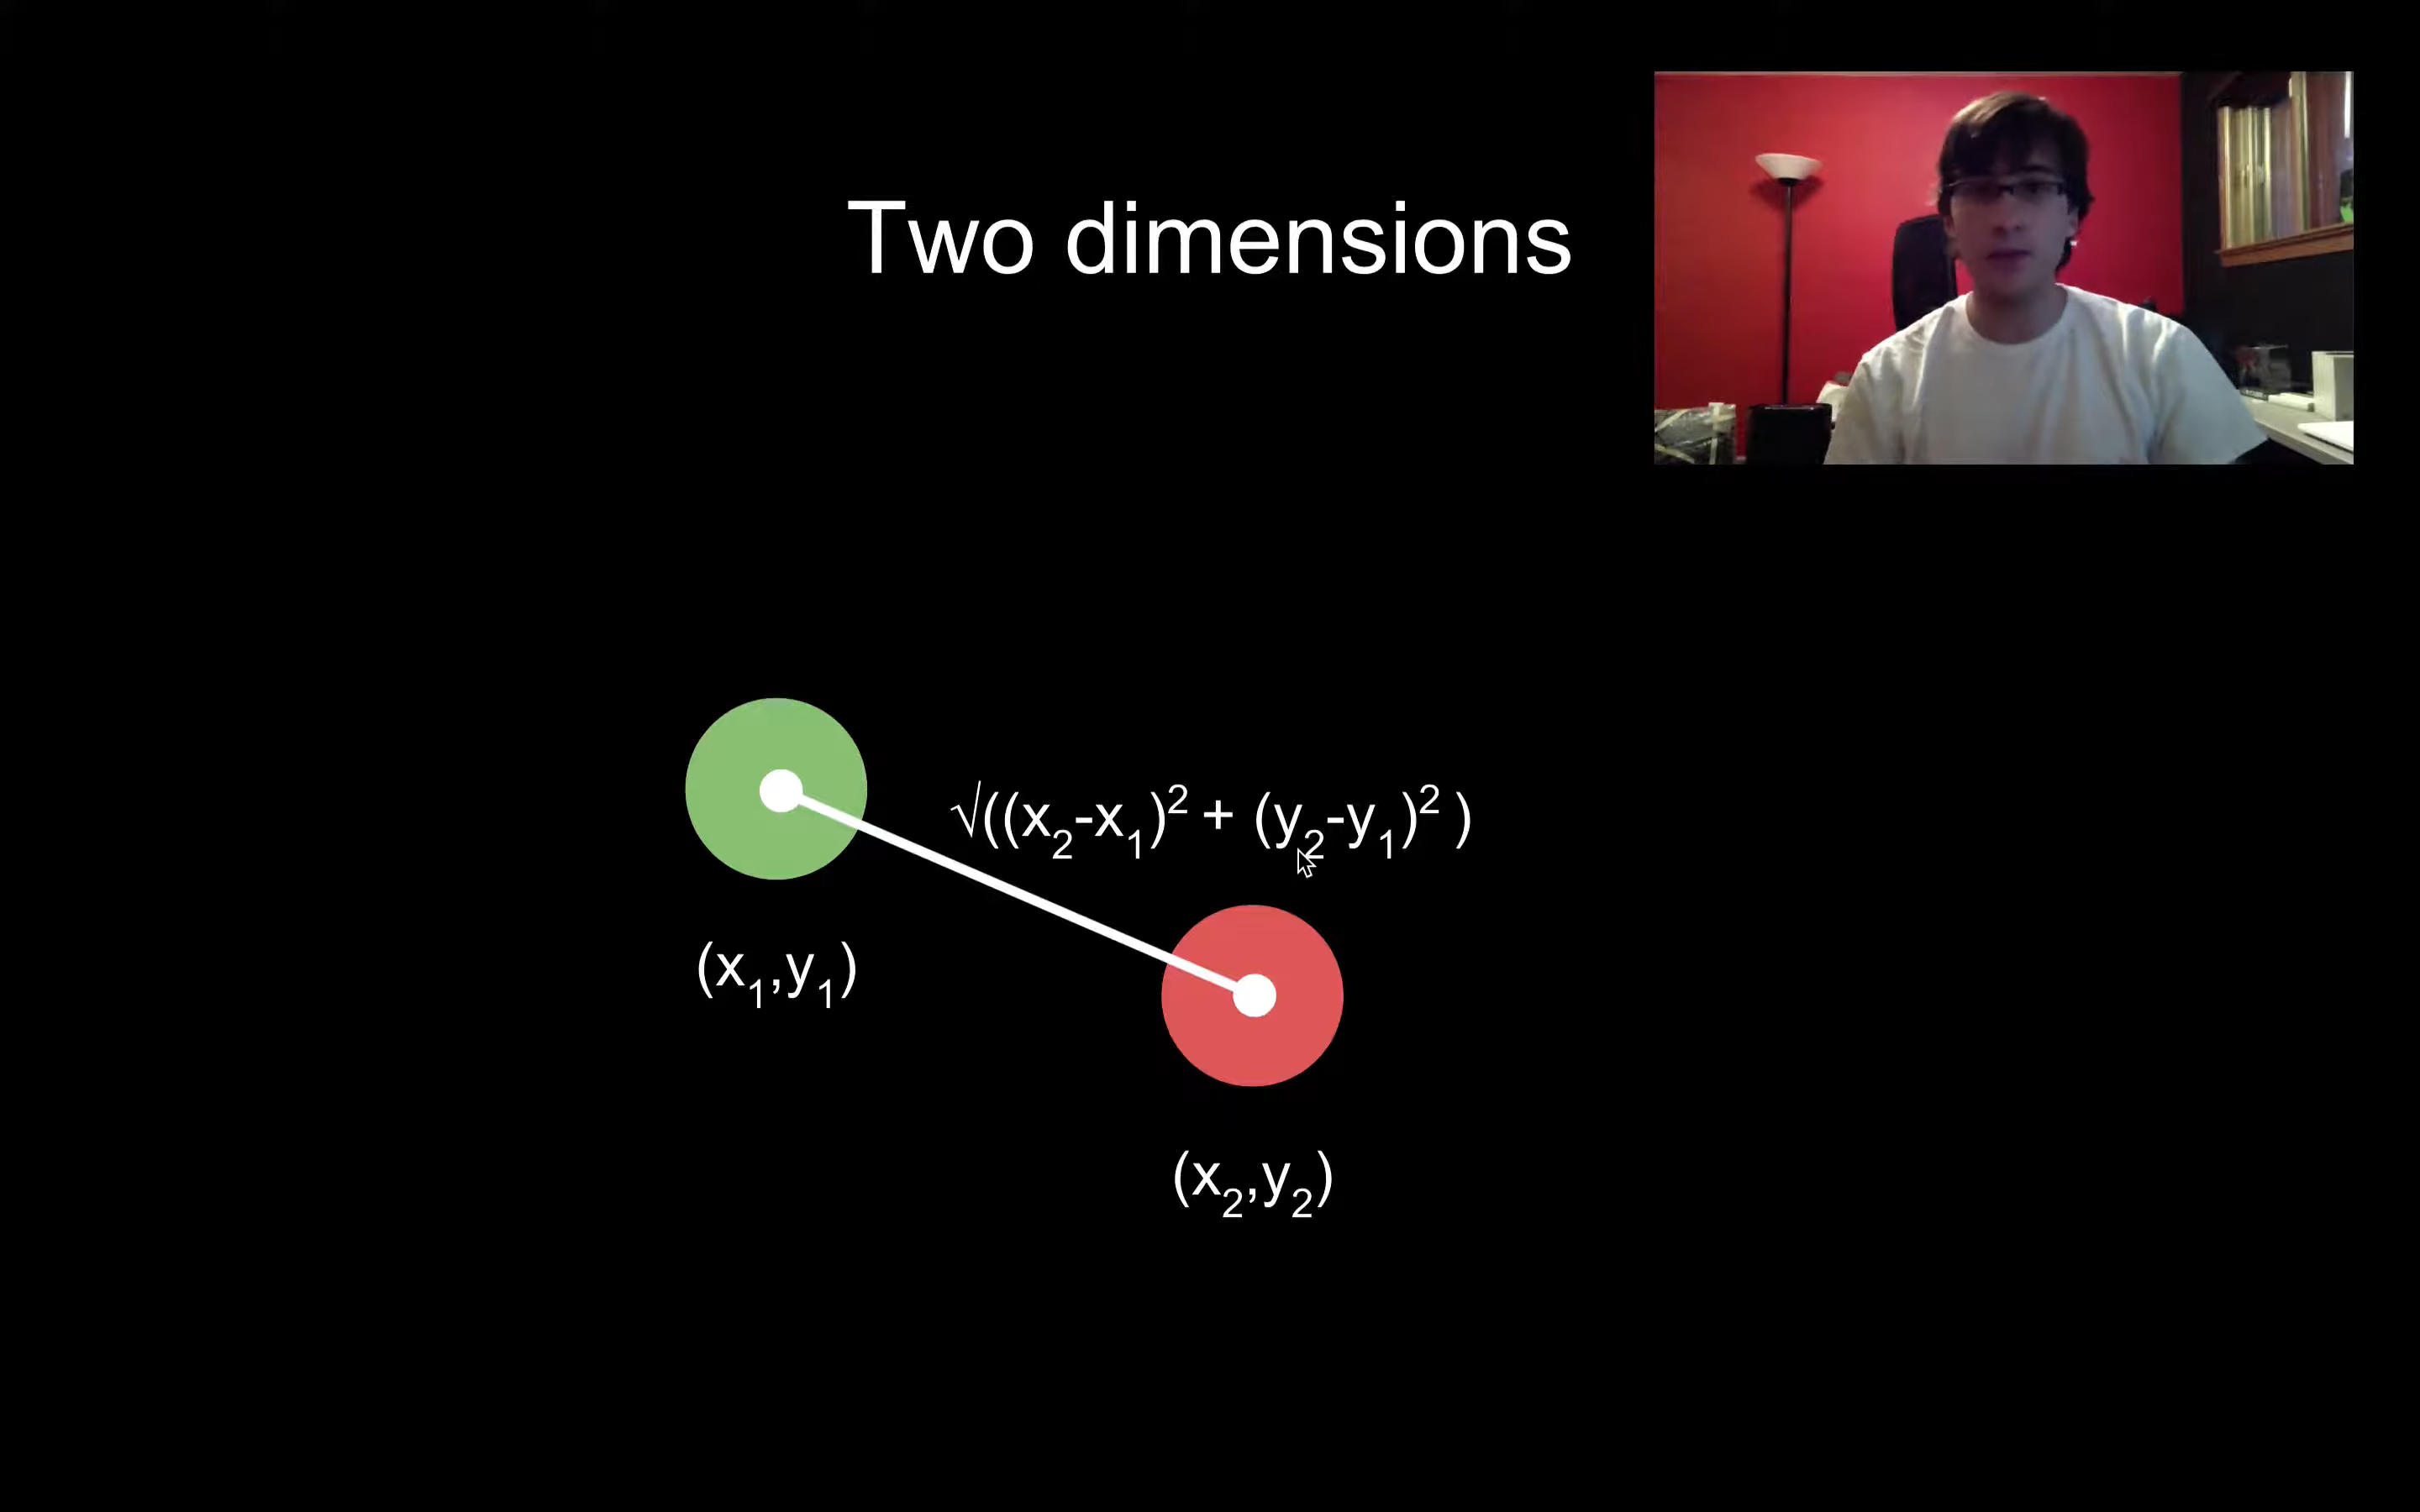 Two dimensions
√((x₂-x₁)² + (y₂-y₁)² )
(x₁,y₁)
(x₂,y₂)